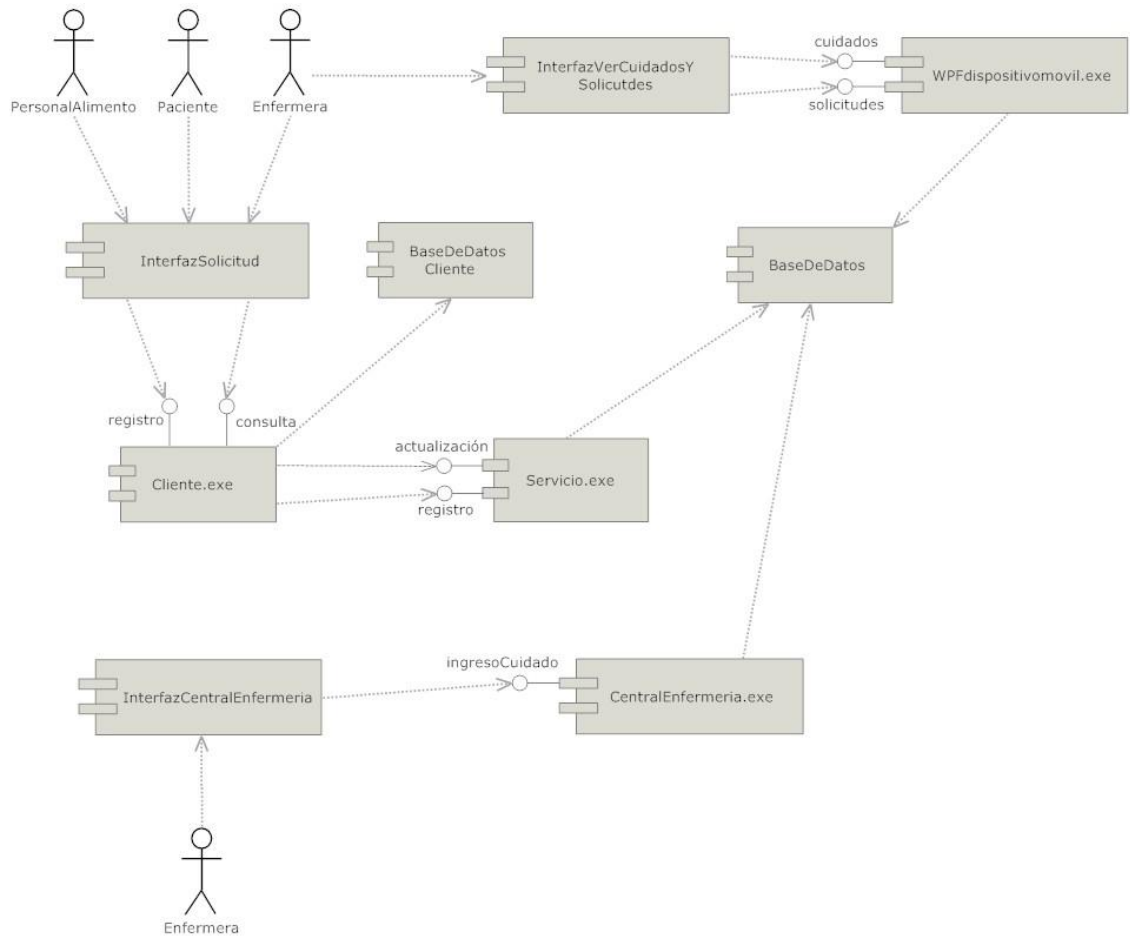 cuidados
InterfazVerCuidadosY
Solicutdes
WPFdispositivomovil.exe
solicitudes
PersonalAlimento
Paciente
Enfermera
InterfazSolicitud
BaseDeDatos
Cliente
BaseDeDatos
registro
consulta
actualización
Cliente.exe
Servicio.exe
registro
ingresoCuidado
InterfazCentralEnfermeria
CentralEnfermeria.exe
Enfermera